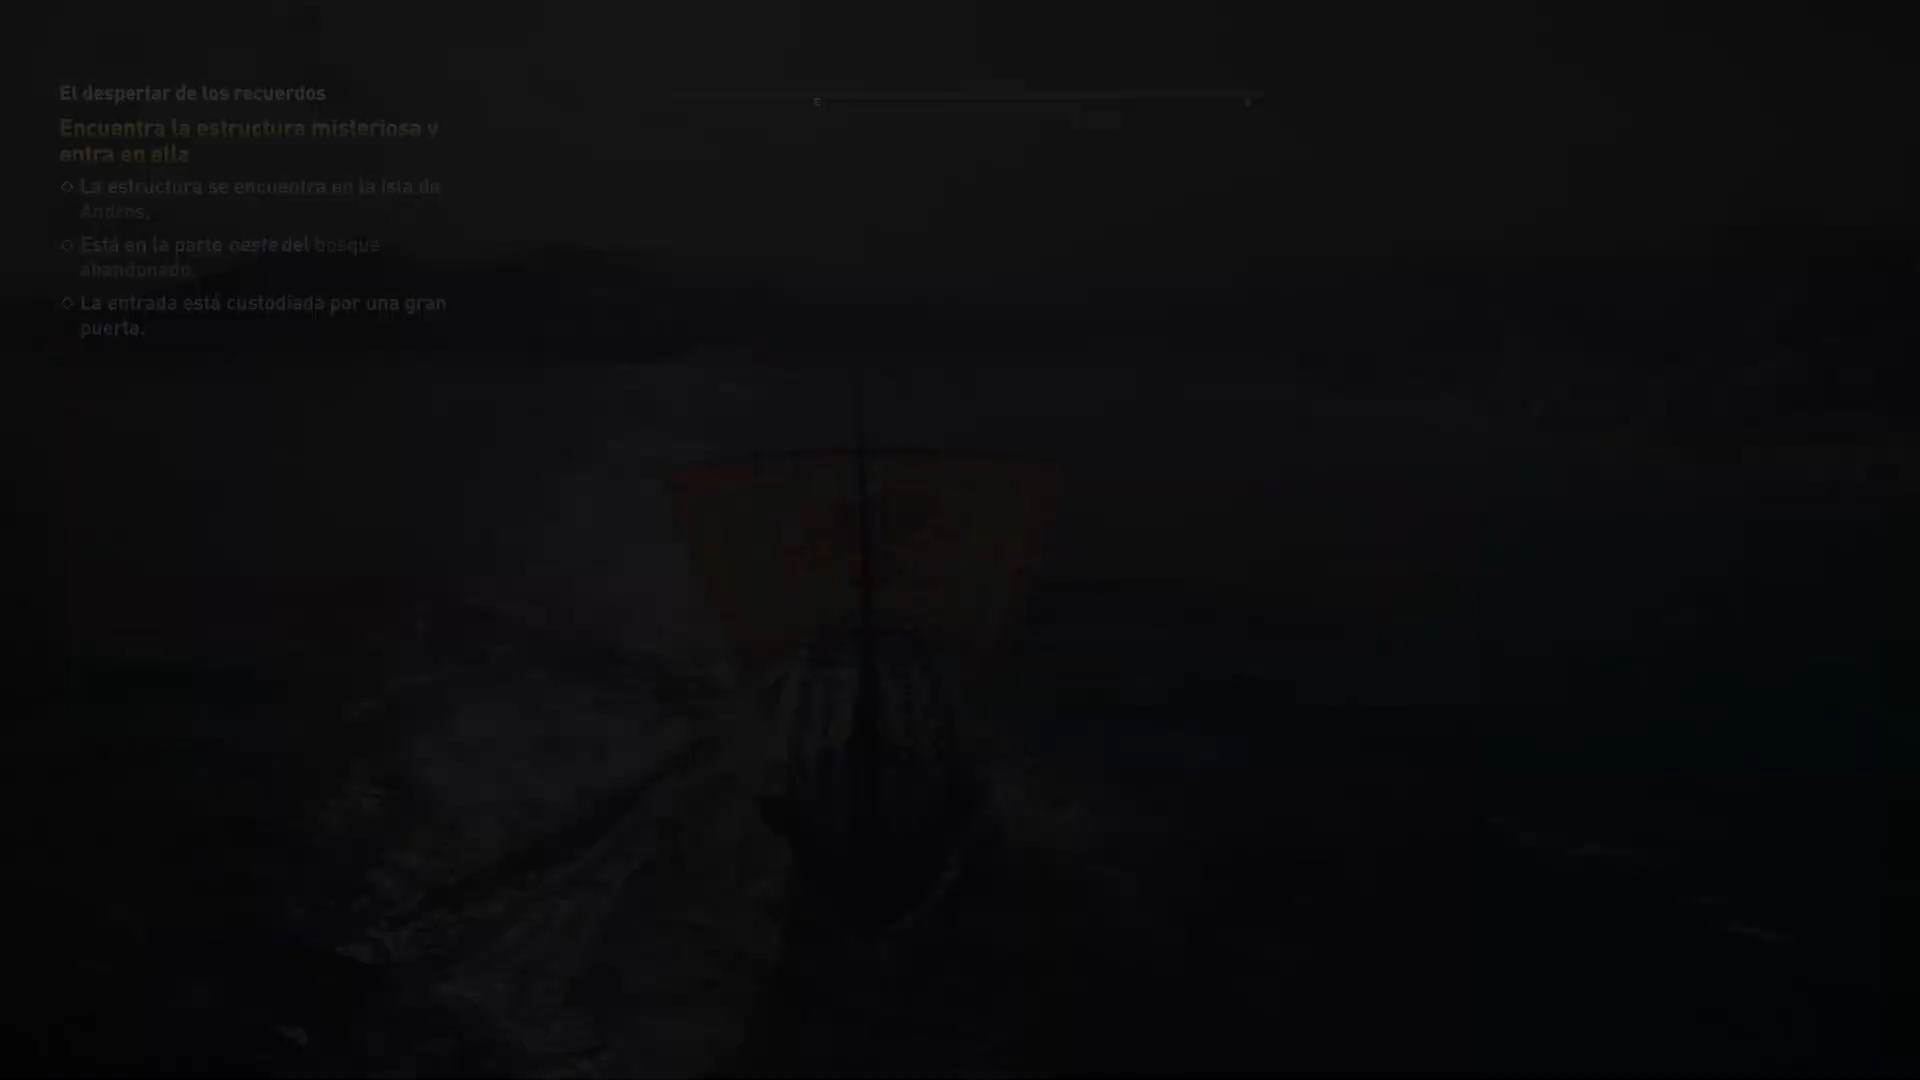 El despertar de los recuerdos
Encuentra la estructura misteriosa y
entra en ella
La estructura se encuentra en la isla de
Andros.
Está en la parte oeste del bosque
abandonado.
La entrada está custodiada por una gran
puerta.
E